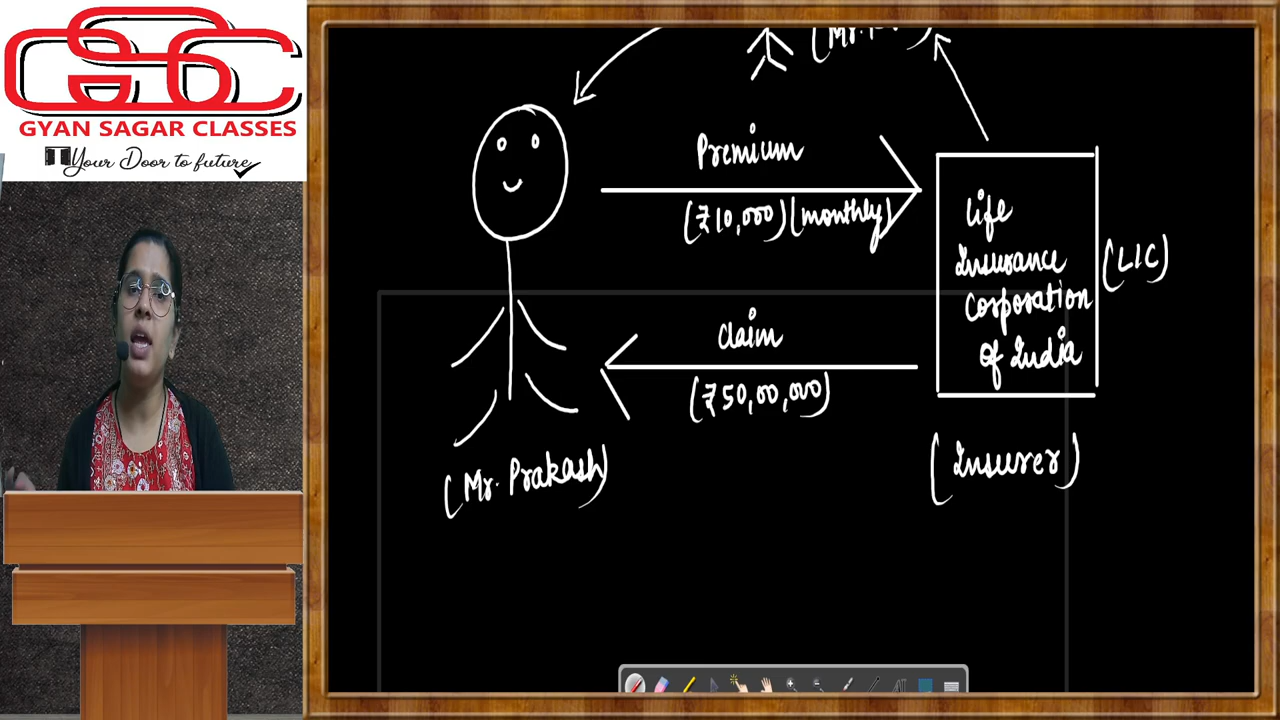 GSC
GYAN SAGAR CLASSES
Your Door to future
Premium
(₹10,000) (monthly)
Life
Insurance
Corporation
of India
(LIC)
Claim
(₹50,00,000)
(Mr. Prakash)
(Insurer)